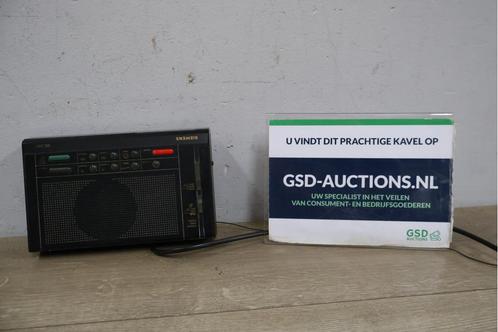 SIEMENS
U VINDT DIT PRACHTIGE KAVEL OP
GSD-AUCTIONS.NL
UW SPECIALIST IN HET VEILEN
VAN CONSUMENT- EN BEDRIJFSGOEDEREN
GSD
AUCTIONS